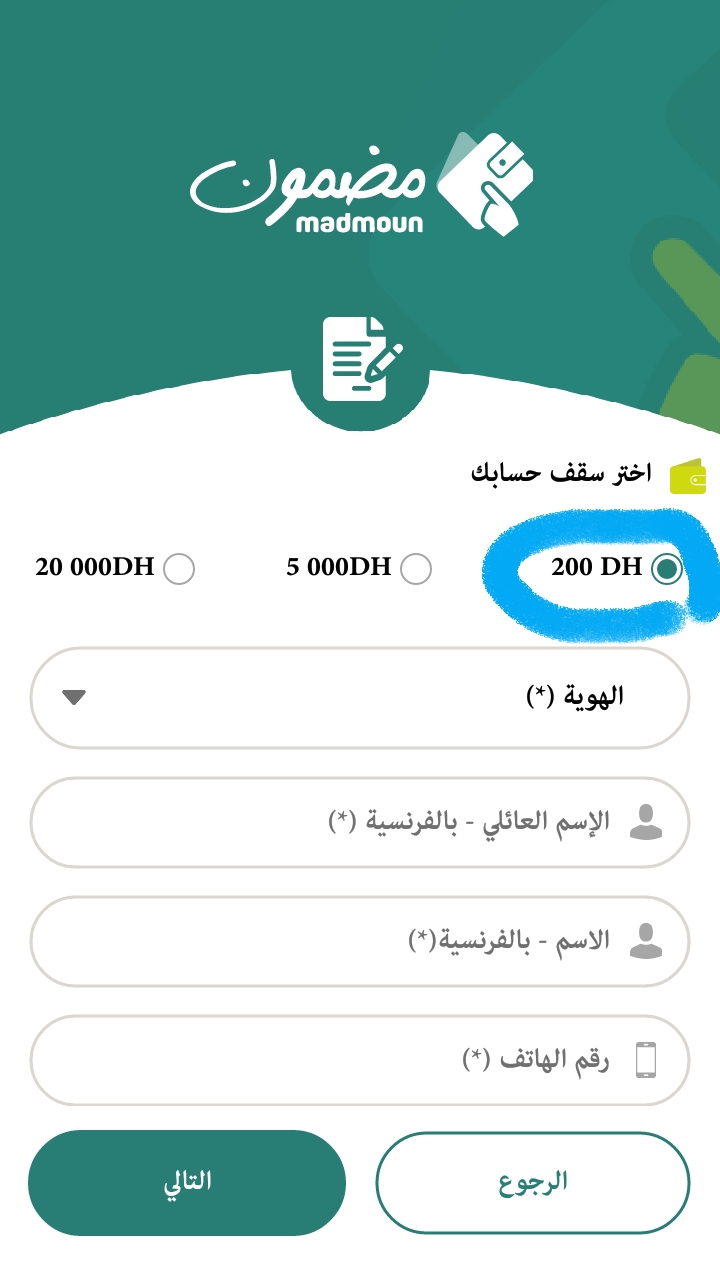 مضمون
madmoun
اختر سقف حسابك
200 DH
5 000DH
20 000DH
الهوية (*)
الإسم العائلي - بالفرنسية (*)
الاسم - بالفرنسية(*)
رقم الهاتف (*)
الرجوع
التالي